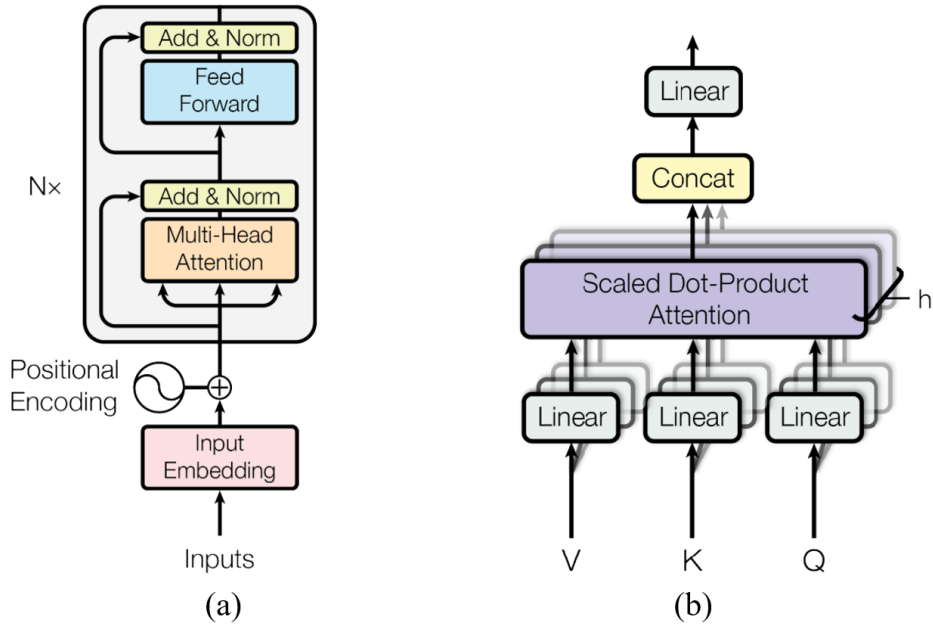 Add & Norm
Feed
Forward
N×
Add & Norm
Multi-Head
Attention
Positional
Encoding
Input
Embedding
Inputs
(a)
Linear
Concat
Scaled Dot-Product
Attention
h
Linear
Linear
Linear
V
K
Q
(b)